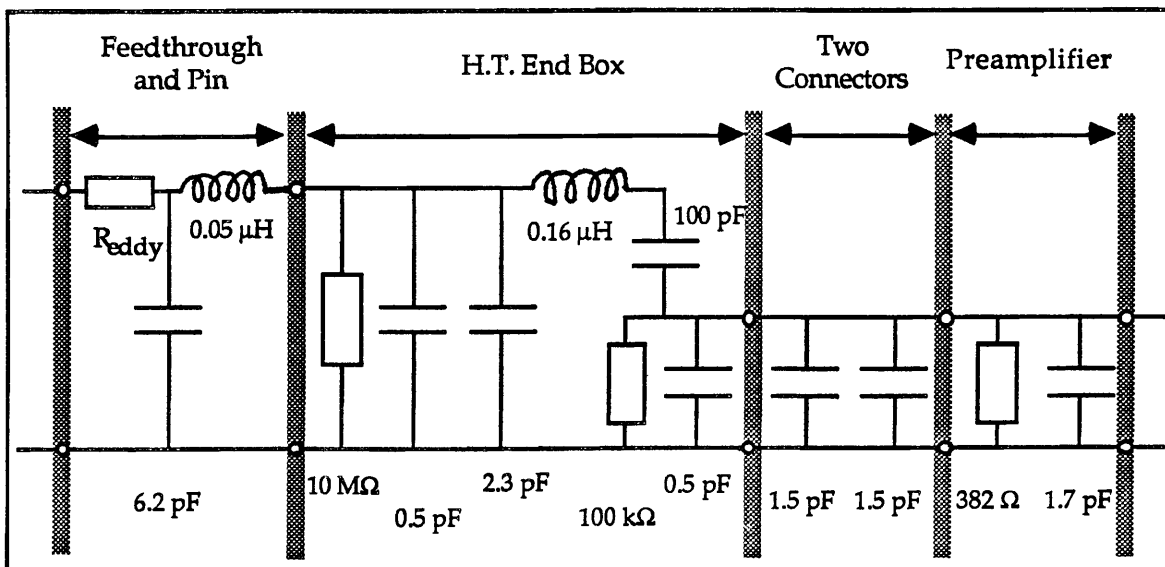 Feedthrough
and Pin
H.T. End Box
Two
Connectors
Preamplifier
Reddy
0.05 µH
0.16 µH
100 pF
6.2 pF
10 MΩ
0.5 pF
2.3 pF
100 kΩ
0.5 pF
1.5 pF
1.5 pF
382 Ω
1.7 pF